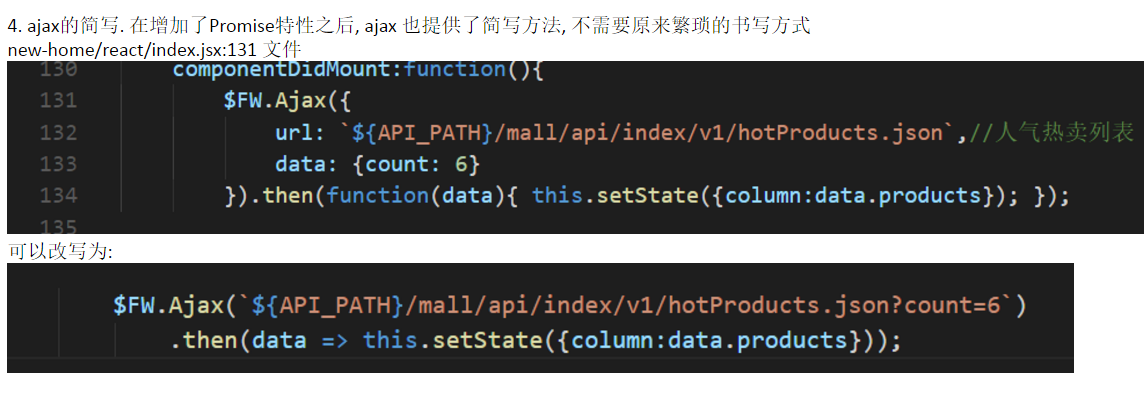 4. ajax的简写. 在增加了Promise特性之后, ajax 也提供了简写方法, 不需要原来繁琐的书写方式
new-home/react/index.jsx:131 文件
130 componentDidMount:function(){
131 $FW.Ajax({
132 url: `${API_PATH}/mall/api/index/v1/hotProducts.json`,//人气热卖列表
133 data: {count: 6}
134 }).then(function(data){ this.setState({column:data.products}); });
135
可以改写为:
$FW.Ajax(`${API_PATH}/mall/api/index/v1/hotProducts.json?count=6`)
.then(data => this.setState({column:data.products}));